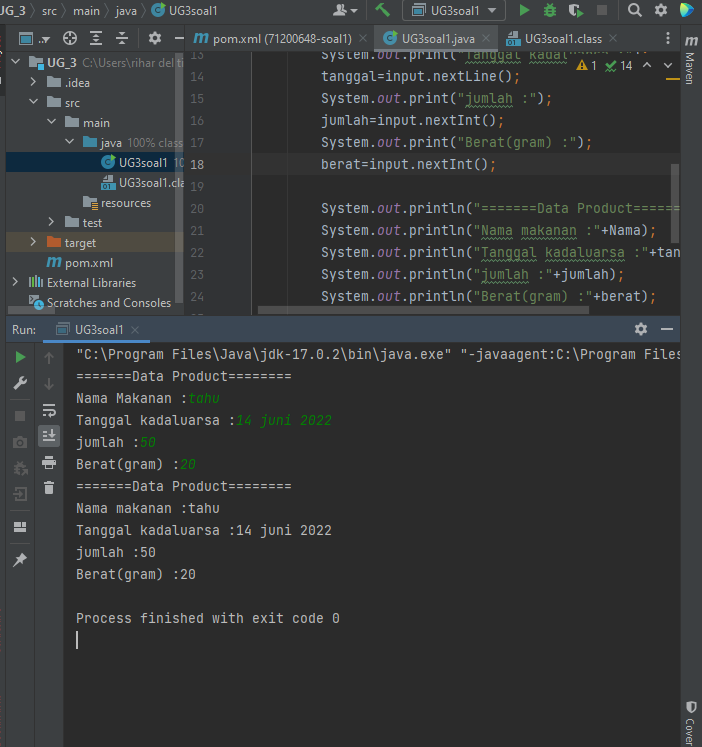 UG_3 src main java UG3soal1 UG3soal1
.. pom.xml (71200648-soal1) UG3soal1.java UG3soal1.class
Maven
UG_3 C:\Users\rihar del t
.idea
src
main
java 100% class
UG3soal1
UG3soal1.cla
resources
test
target
pom.xml
External Libraries
Scratches and Consoles
1 14
13 System.out.print("Tanggal kadal
14 tanggal=input.nextLine();
15 System.out.print("jumlah :");
16 jumlah=input.nextInt();
17 System.out.print("Berat(gram) :");
18 berat=input.nextInt();
19
20 System.out.println("=======Data Product=======
21 System.out.println("Nama makanan :"+Nama);
22 System.out.println("Tanggal kadaluarsa :"+tan
23 System.out.println("jumlah :"+jumlah);
24 System.out.println("Berat(gram) :"+berat);
Run: UG3soal1
"C:\Program Files\Java\jdk-17.0.2\bin\java.exe" "-javaagent:C:\Program Files
=======Data Product========
Nama Makanan :tahu
Tanggal kadaluarsa :14 juni 2022
jumlah :50
Berat(gram) :20
=======Data Product========
Nama makanan :tahu
Tanggal kadaluarsa :14 juni 2022
jumlah :50
Berat(gram) :20
Process finished with exit code 0
Cover